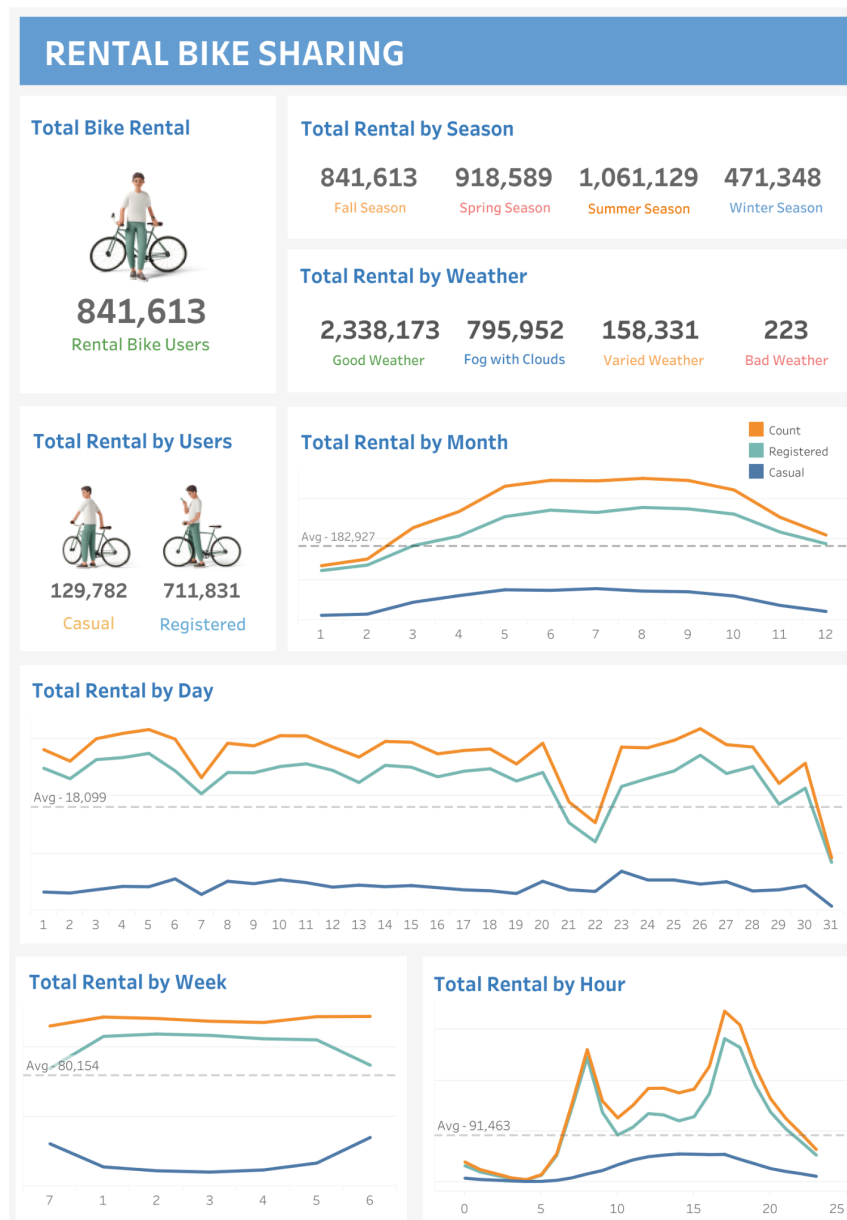 RENTAL BIKE SHARING
Total Bike Rental
841,613
Rental Bike Users
Total Rental by Season
841,613 918,589 1,061,129 471,348
Fall Season Spring Season Summer Season Winter Season
Total Rental by Weather
2,338,173 795,952 158,331 223
Good Weather Fog with Clouds Varied Weather Bad Weather
Total Rental by Users
129,782 711,831
Casual Registered
Total Rental by Month
Count
Registered
Casual
Avg - 182,927
1 2 3 4 5 6 7 8 9 10 11 12
Total Rental by Day
Avg - 18,099
1 2 3 4 5 6 7 8 9 10 11 12 13 14 15 16 17 18 19 20 21 22 23 24 25 26 27 28 29 30 31
Total Rental by Week
Avg - 80,154
7 1 2 3 4 5 6
Total Rental by Hour
Avg - 91,463
0 5 10 15 20 25